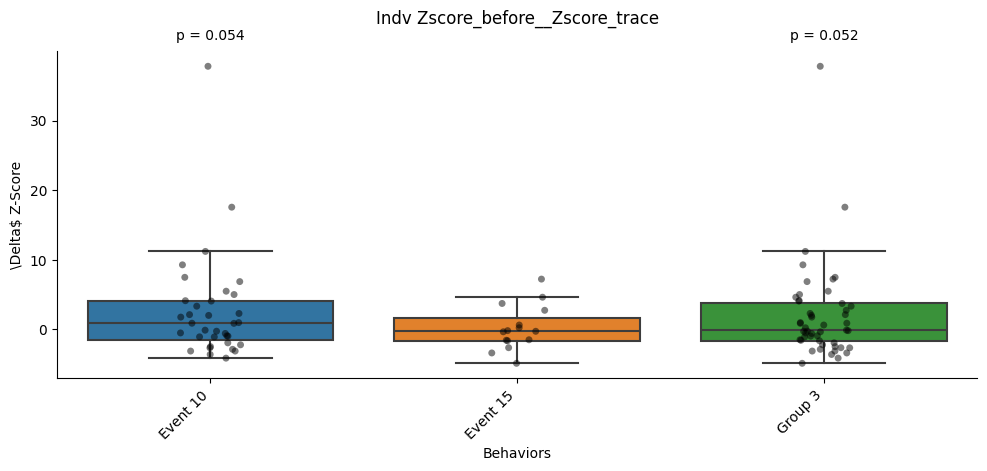 Indv Zscore_before__Zscore_trace
p = 0.054
p = 0.052
\Delta$ Z-Score
30
20
10
0
Event 10
Event 15
Group 3
Behaviors